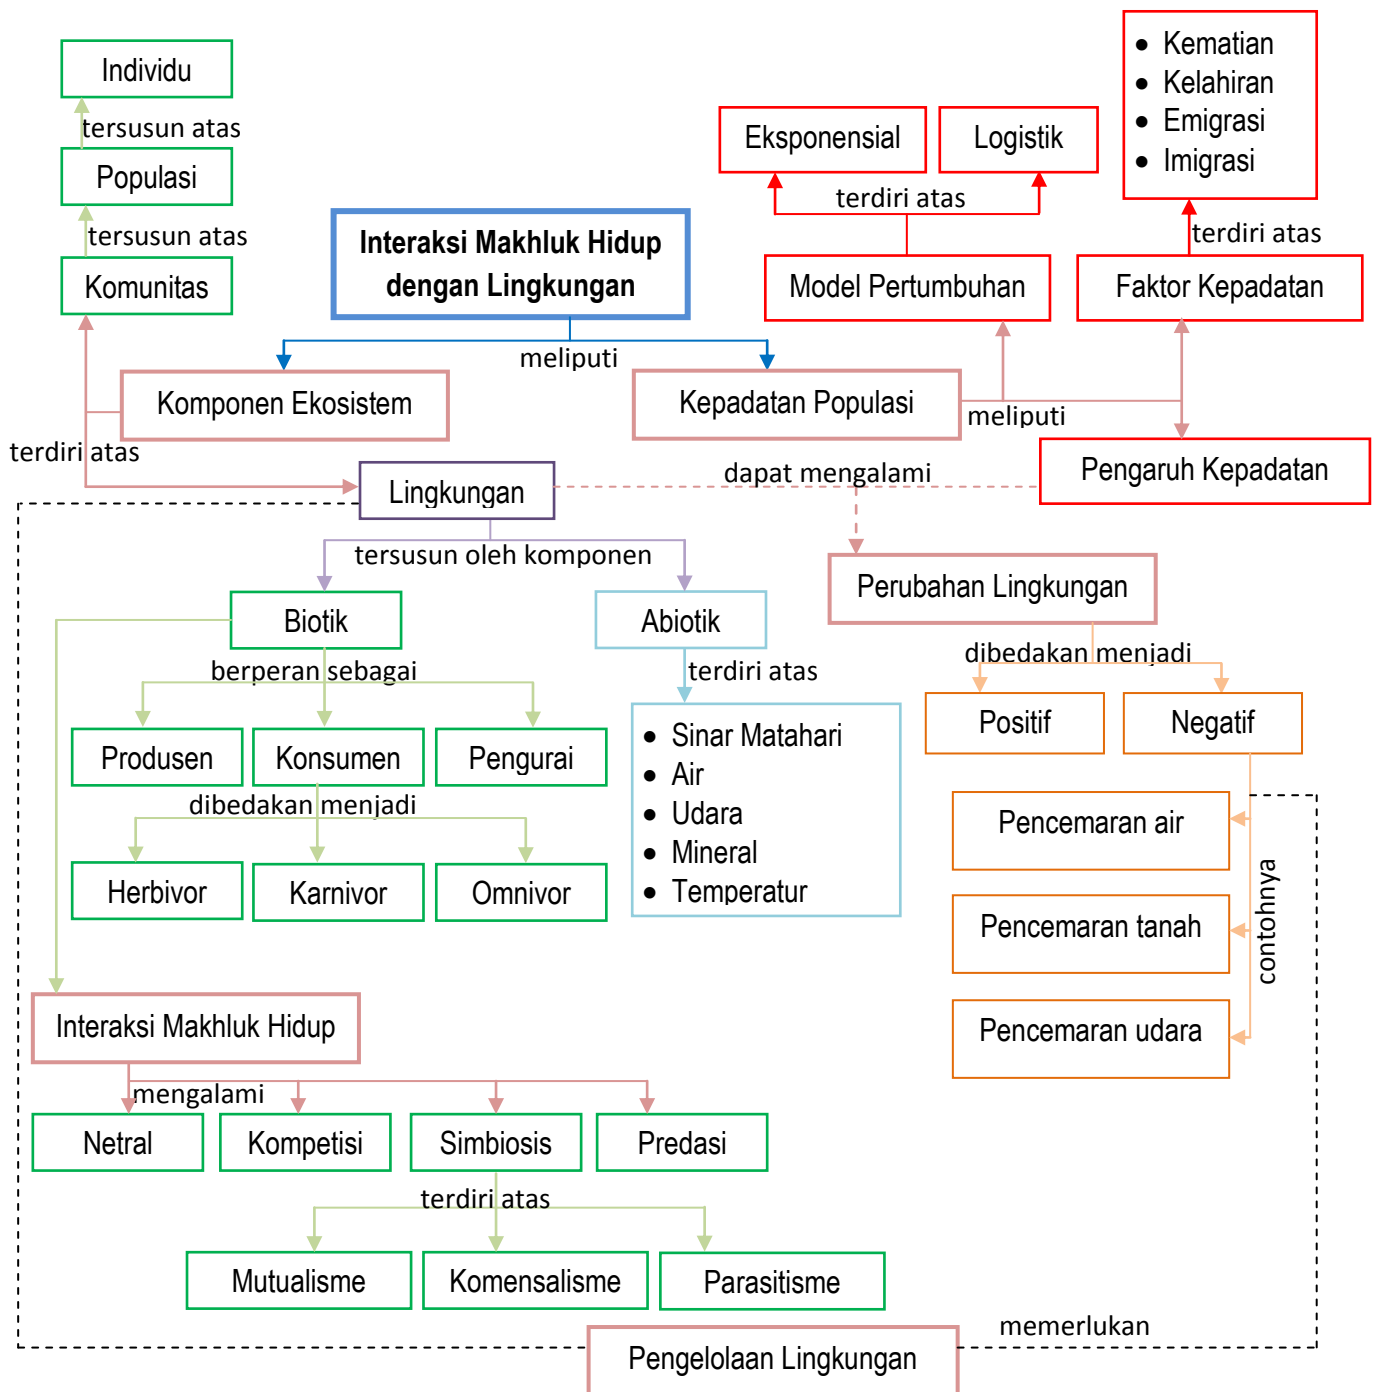 Individu
tersusun atas
Populasi
tersusun atas
Komunitas
Interaksi Makhluk Hidup
dengan Lingkungan
meliputi
Eksponensial
Logistik
terdiri atas
Model Pertumbuhan
• Kematian
• Kelahiran
• Emigrasi
• Imigrasi
terdiri atas
Faktor Kepadatan
Komponen Ekosistem
Kepadatan Populasi
meliputi
terdiri atas
Lingkungan
dapat mengalami
Pengaruh Kepadatan
tersusun oleh komponen
Perubahan Lingkungan
Biotik
Abiotik
berperan sebagai
terdiri atas
dibedakan menjadi
Produsen
Konsumen
Pengurai
• Sinar Matahari
• Air
• Udara
• Mineral
• Temperatur
Positif
Negatif
dibedakan menjadi
Herbivor
Karnivor
Omnivor
Pencemaran air
Pencemaran tanah
Pencemaran udara
contohnya
Interaksi Makhluk Hidup
mengalami
Netral
Kompetisi
Simbiosis
Predasi
terdiri atas
Mutualisme
Komensalisme
Parasitisme
memerlukan
Pengelolaan Lingkungan